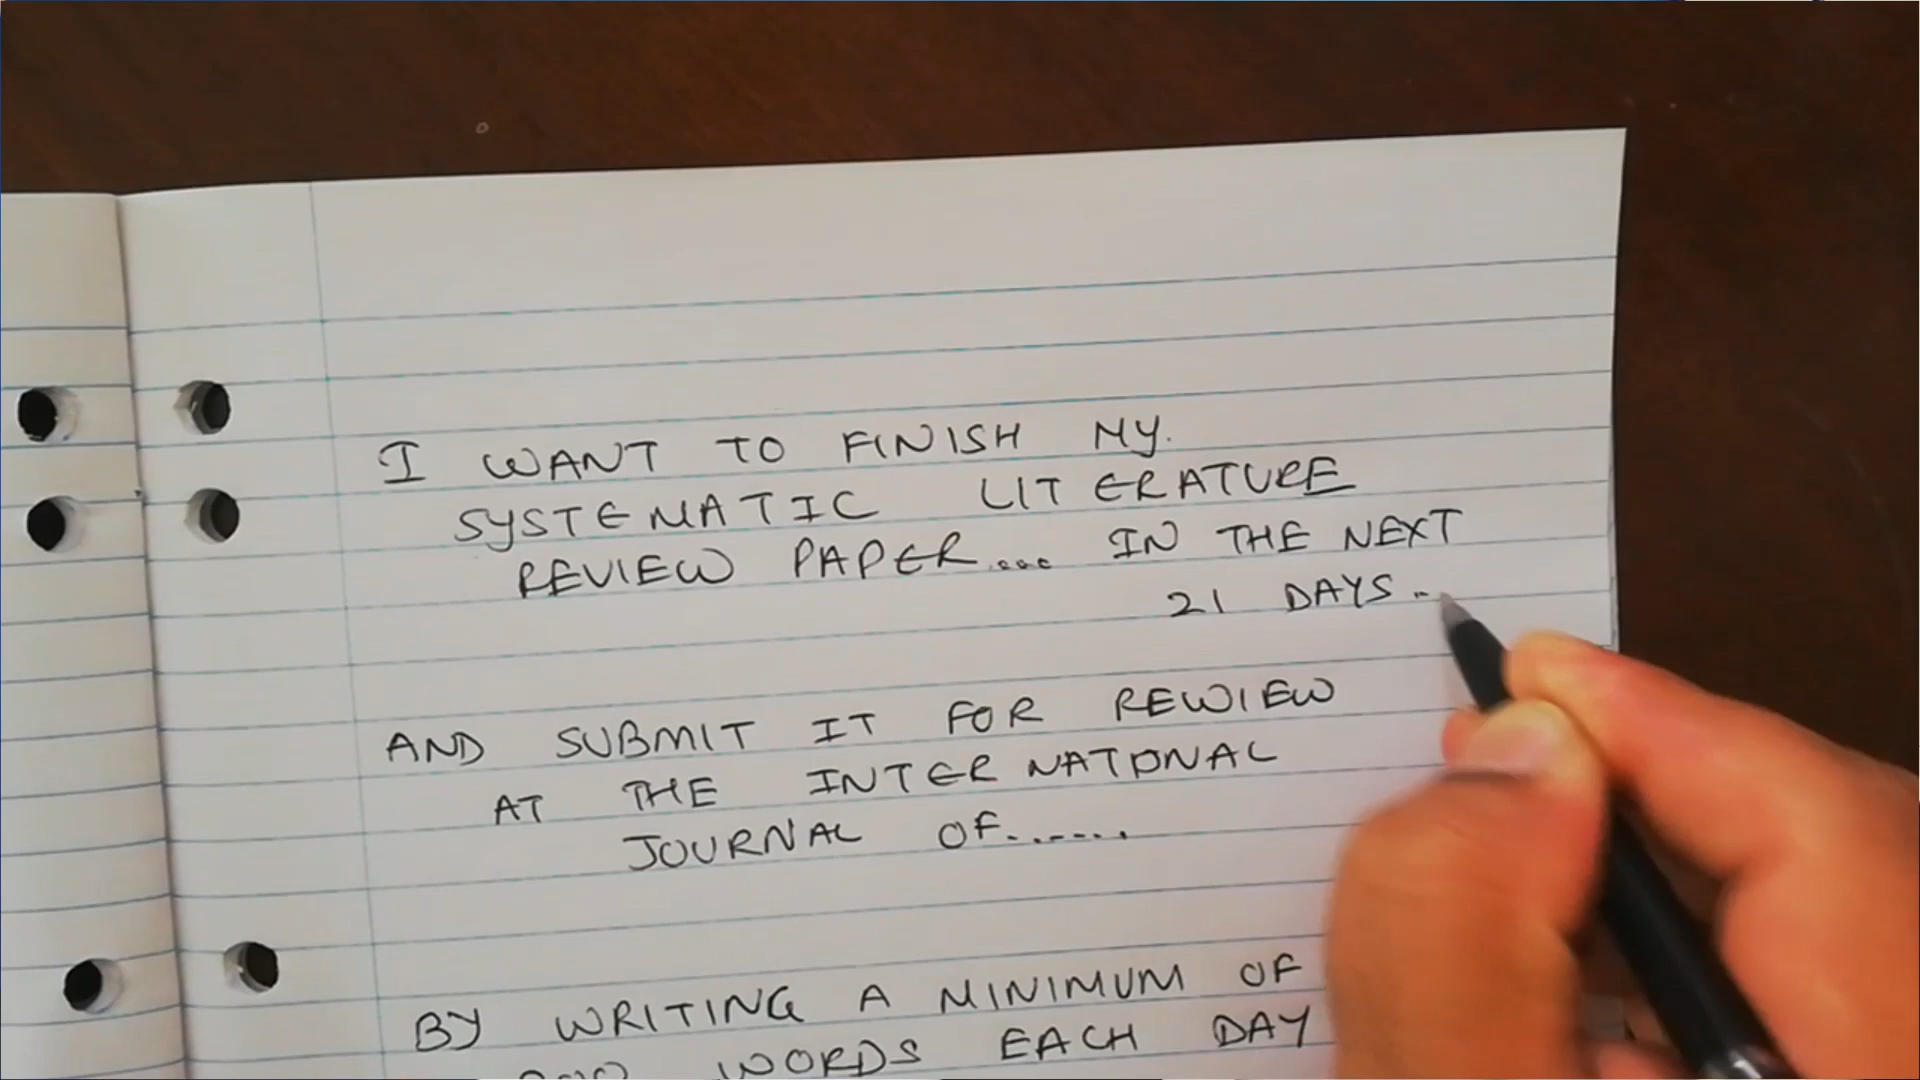 I WANT TO FINISH MY.
SYSTEMATIC LITERATURE
REVIEW PAPER.... IN THE NEXT
21 DAYS..
AND SUBMIT IT FOR REWIEW
AT THE INTERNATIONAL
JOURNAL OF.......
BY WRITING A MINIMUM OF
WORDS EACH DAY